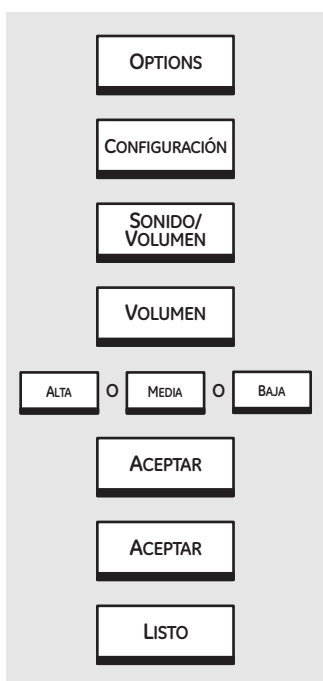 OPTIONS
CONFIGURACIÓN
SONIDO/
VOLUMEN
VOLUMEN
ALTA O MEDIA O BAJA
ACEPTAR
ACEPTAR
LISTO